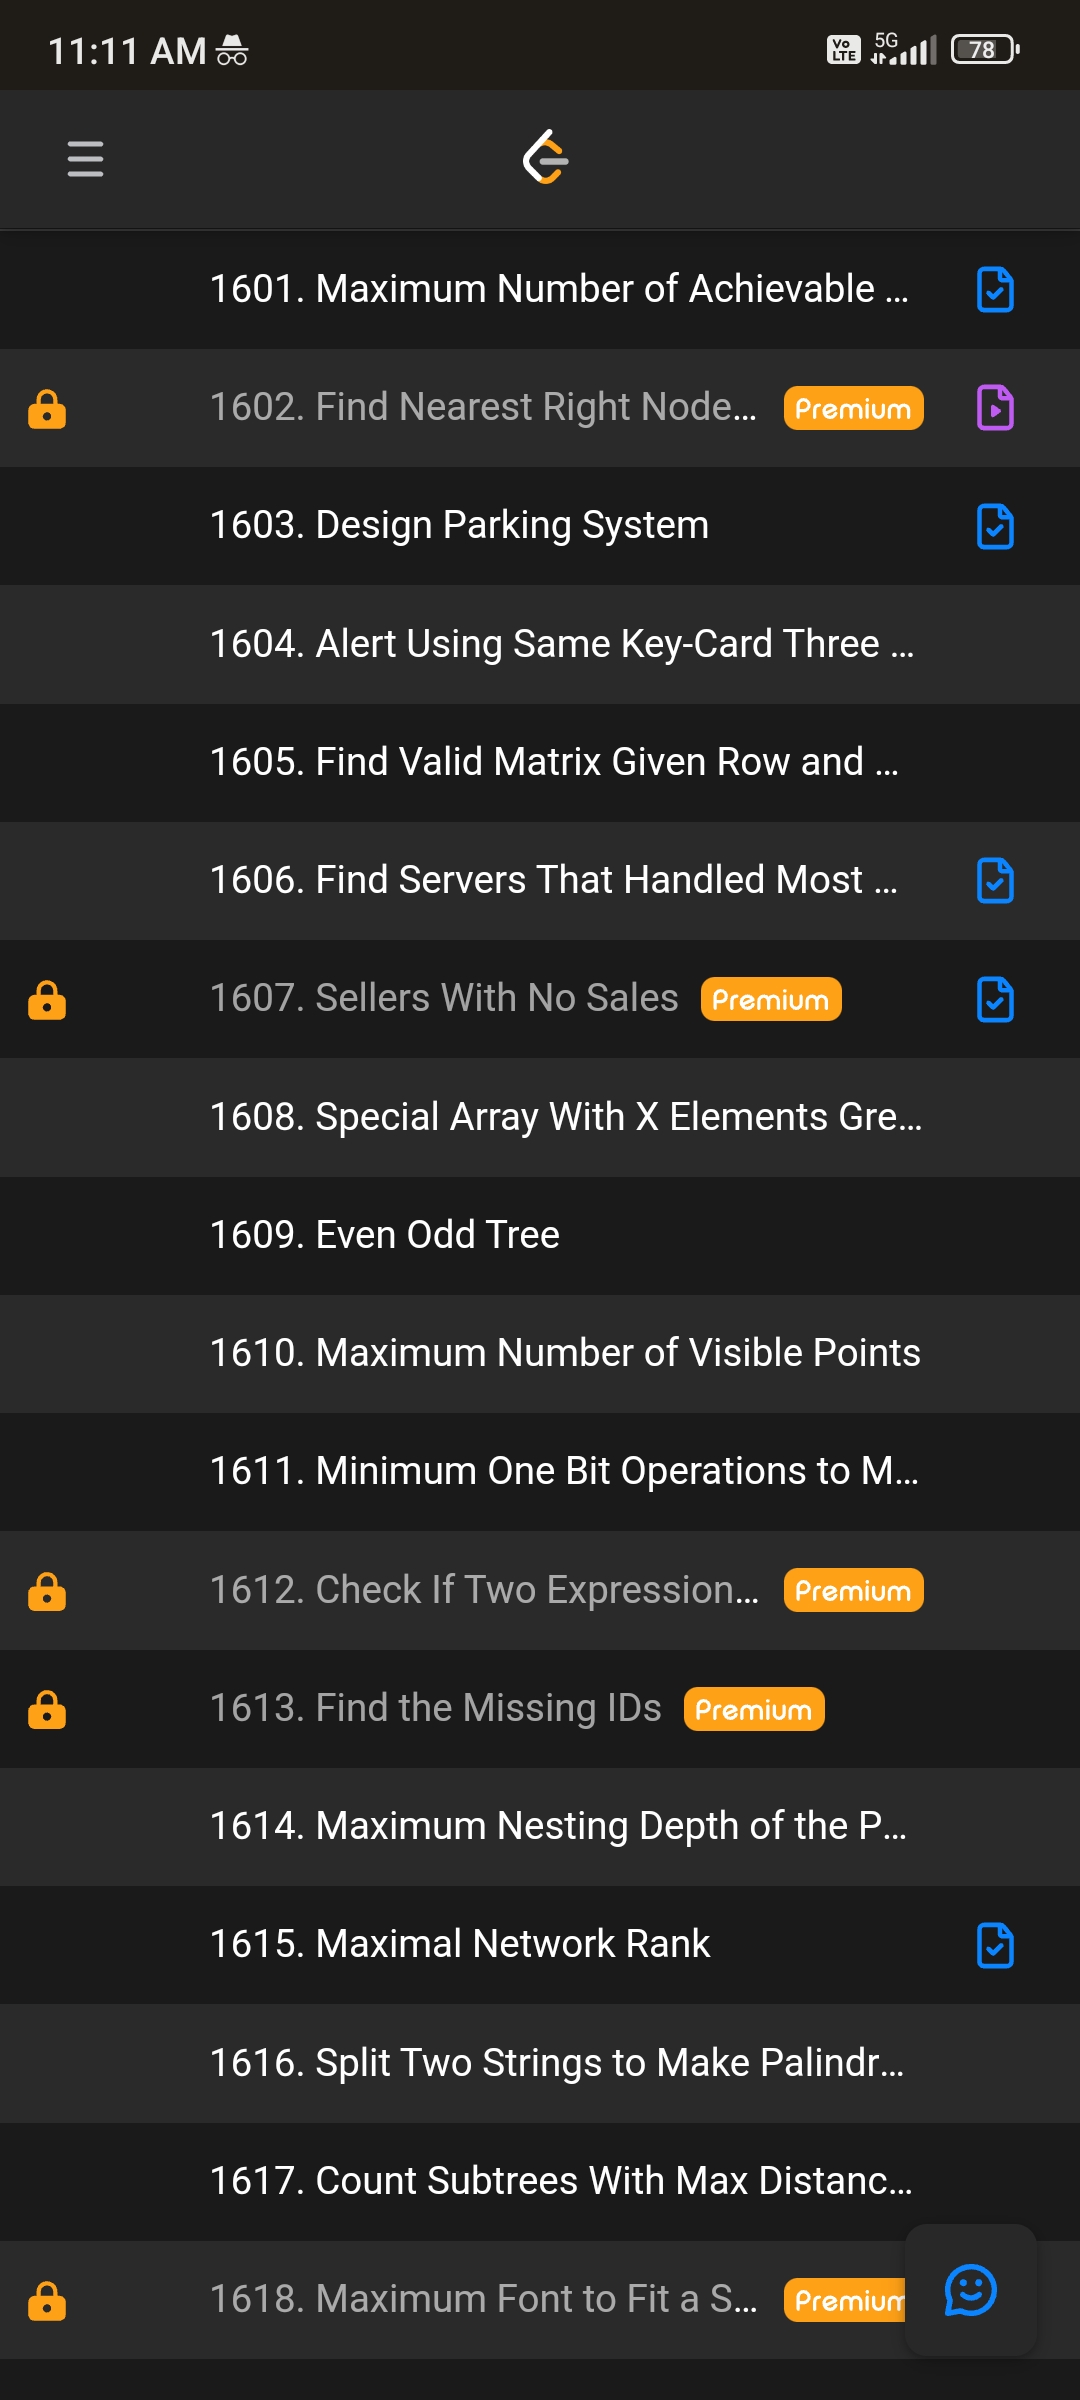 11:11 AM
Vo LTE 5G 78
1601. Maximum Number of Achievable ...
1602. Find Nearest Right Node... Premium
1603. Design Parking System
1604. Alert Using Same Key-Card Three ...
1605. Find Valid Matrix Given Row and ...
1606. Find Servers That Handled Most ...
1607. Sellers With No Sales Premium
1608. Special Array With X Elements Gre...
1609. Even Odd Tree
1610. Maximum Number of Visible Points
1611. Minimum One Bit Operations to M...
1612. Check If Two Expression... Premium
1613. Find the Missing IDs Premium
1614. Maximum Nesting Depth of the P...
1615. Maximal Network Rank
1616. Split Two Strings to Make Palindr...
1617. Count Subtrees With Max Distanc...
1618. Maximum Font to Fit a S... Premium